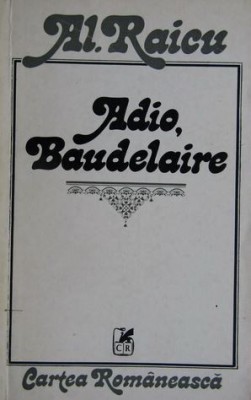 Al. Raicu
Adio,
Baudelaire
CR
Cartea Românească